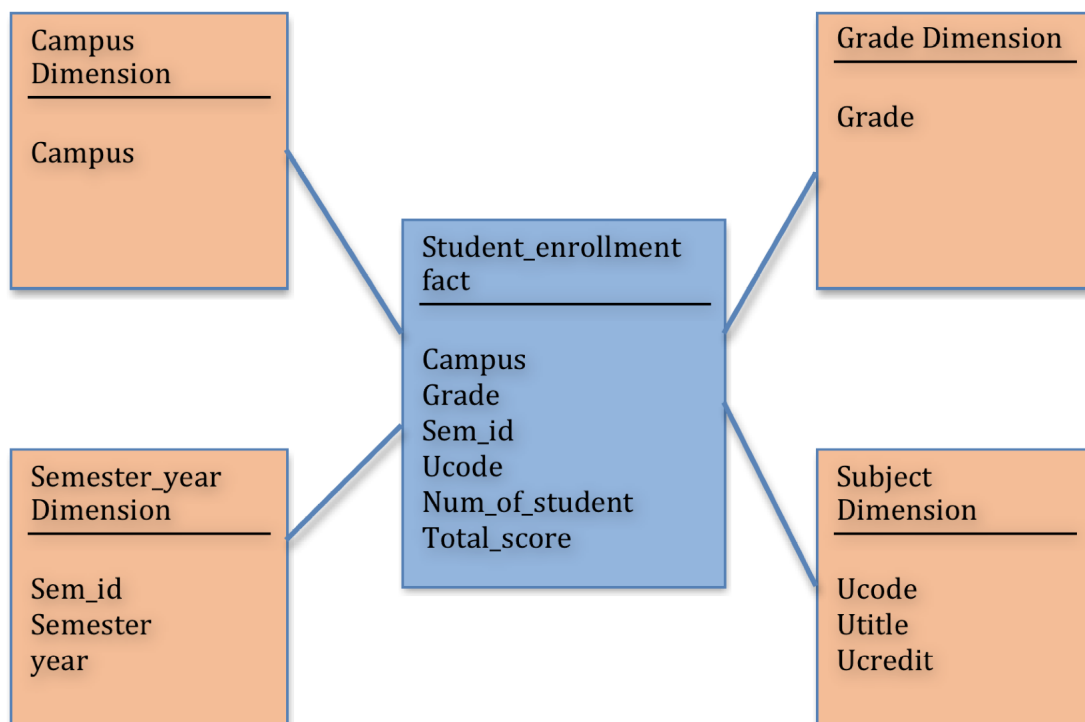 Campus
Dimension
Campus
Grade Dimension
Grade
Student_enrollment
fact
Campus
Grade
Sem_id
Ucode
Num_of_student
Total_score
Semester_year
Dimension
Sem_id
Semester
year
Subject
Dimension
Ucode
Utitle
Ucredit